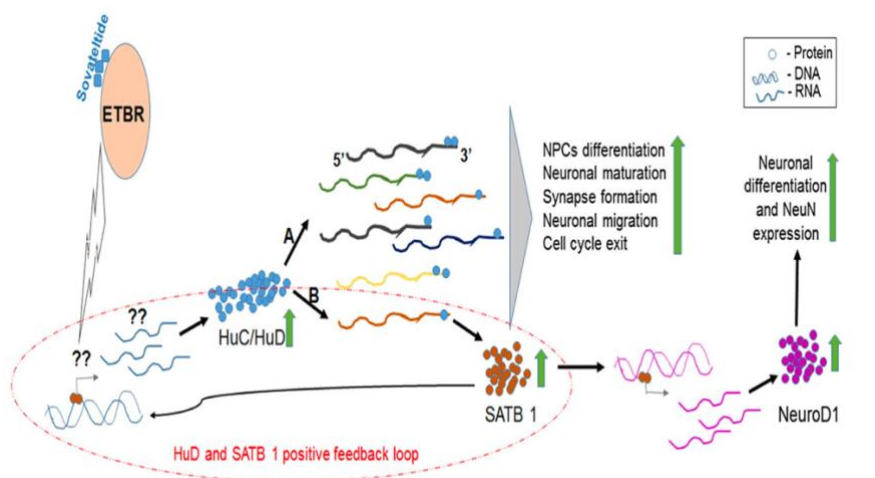 Sovateltide
ETBR
- Protein
- DNA
- RNA
5’
3’
NPCs differentiation
Neuronal maturation
Synapse formation
Neuronal migration
Cell cycle exit
Neuronal
differentiation
and NeuN
expression
A
B
??
HuC/HuD
??
SATB 1
NeuroD1
HuD and SATB 1 positive feedback loop